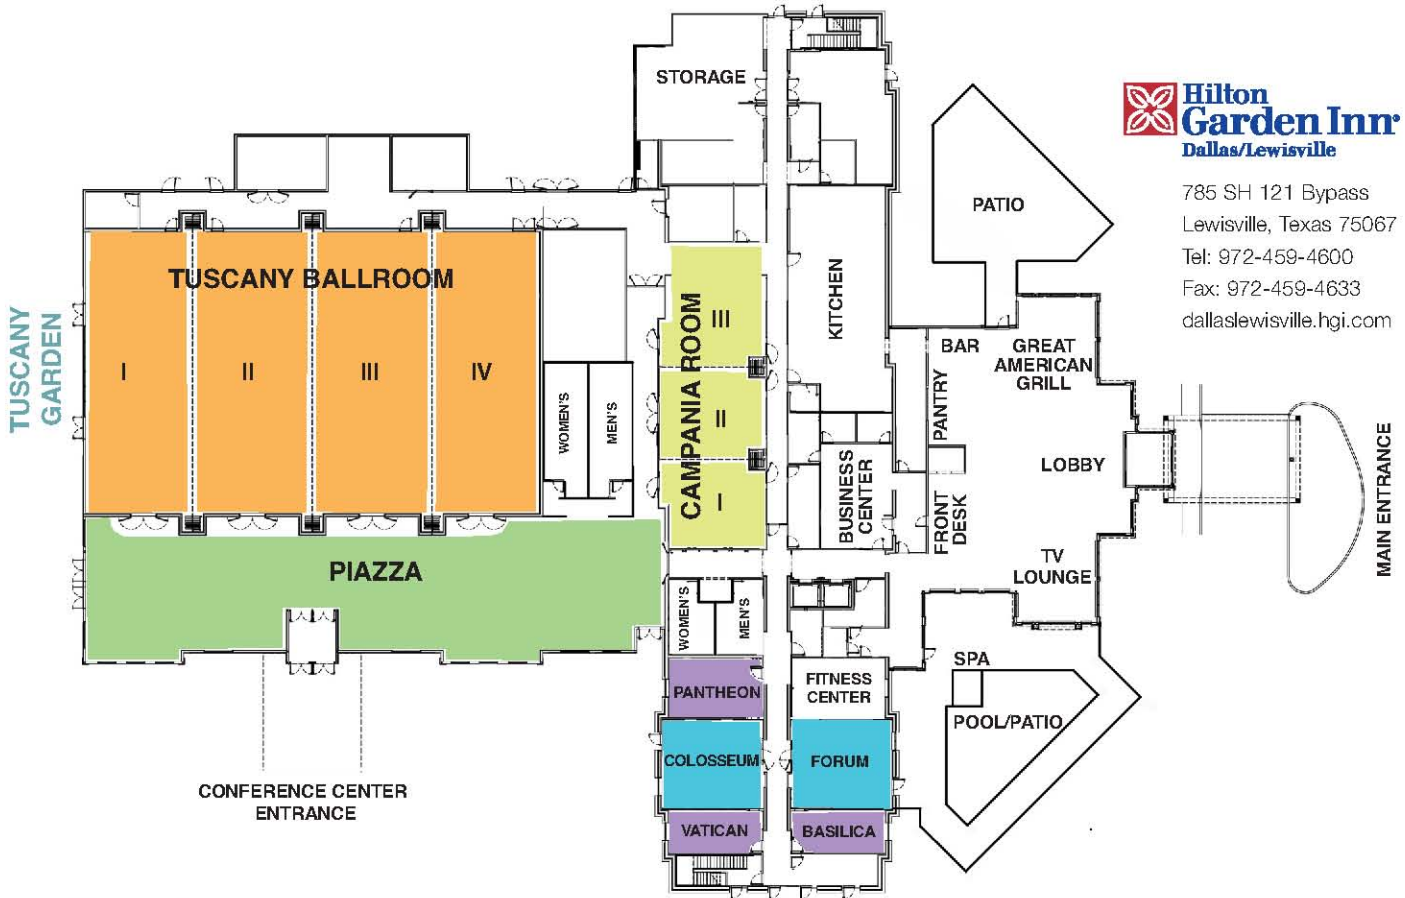 Hilton
Garden Inn
Dallas/Lewisville
785 SH 121 Bypass
Lewisville, Texas 75067
Tel: 972-459-4600
Fax: 972-459-4633
dallaslewisville.hgi.com
STORAGE
PATIO
TUSCANY BALLROOM
I
II
III
IV
TUSCANY
GARDEN
WOMEN'S
MEN'S
CAMPANIA ROOM
III
II
I
KITCHEN
BAR
GREAT
AMERICAN
GRILL
PANTRY
LOBBY
MAIN ENTRANCE
BUSINESS
CENTER
FRONT
DESK
TV
LOUNGE
PIAZZA
WOMEN'S
MEN'S
SPA
POOL/PATIO
PANTHEON
FITNESS
CENTER
COLOSSEUM
FORUM
VATICAN
BASILICA
CONFERENCE CENTER
ENTRANCE